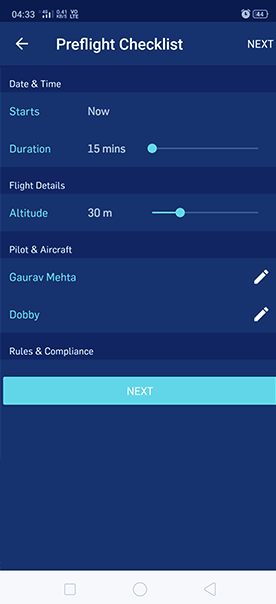 04:33 4G 0.41 KB/S VO LTE 44
Preflight Checklist NEXT
Date & Time
Starts Now
Duration 15 mins
Flight Details
Altitude 30 m
Pilot & Aircraft
Gaurav Mehta
Dobby
Rules & Compliance
NEXT